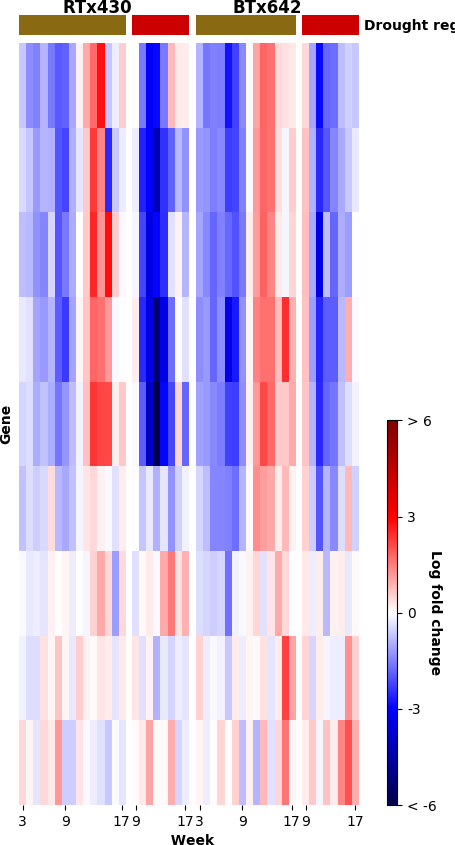 RTx430 BTx642
Drought reg
Gene
> 6
3
0
-3
< -6
Log fold change
3 9 17 9 17 3 9 17 9 17
Week